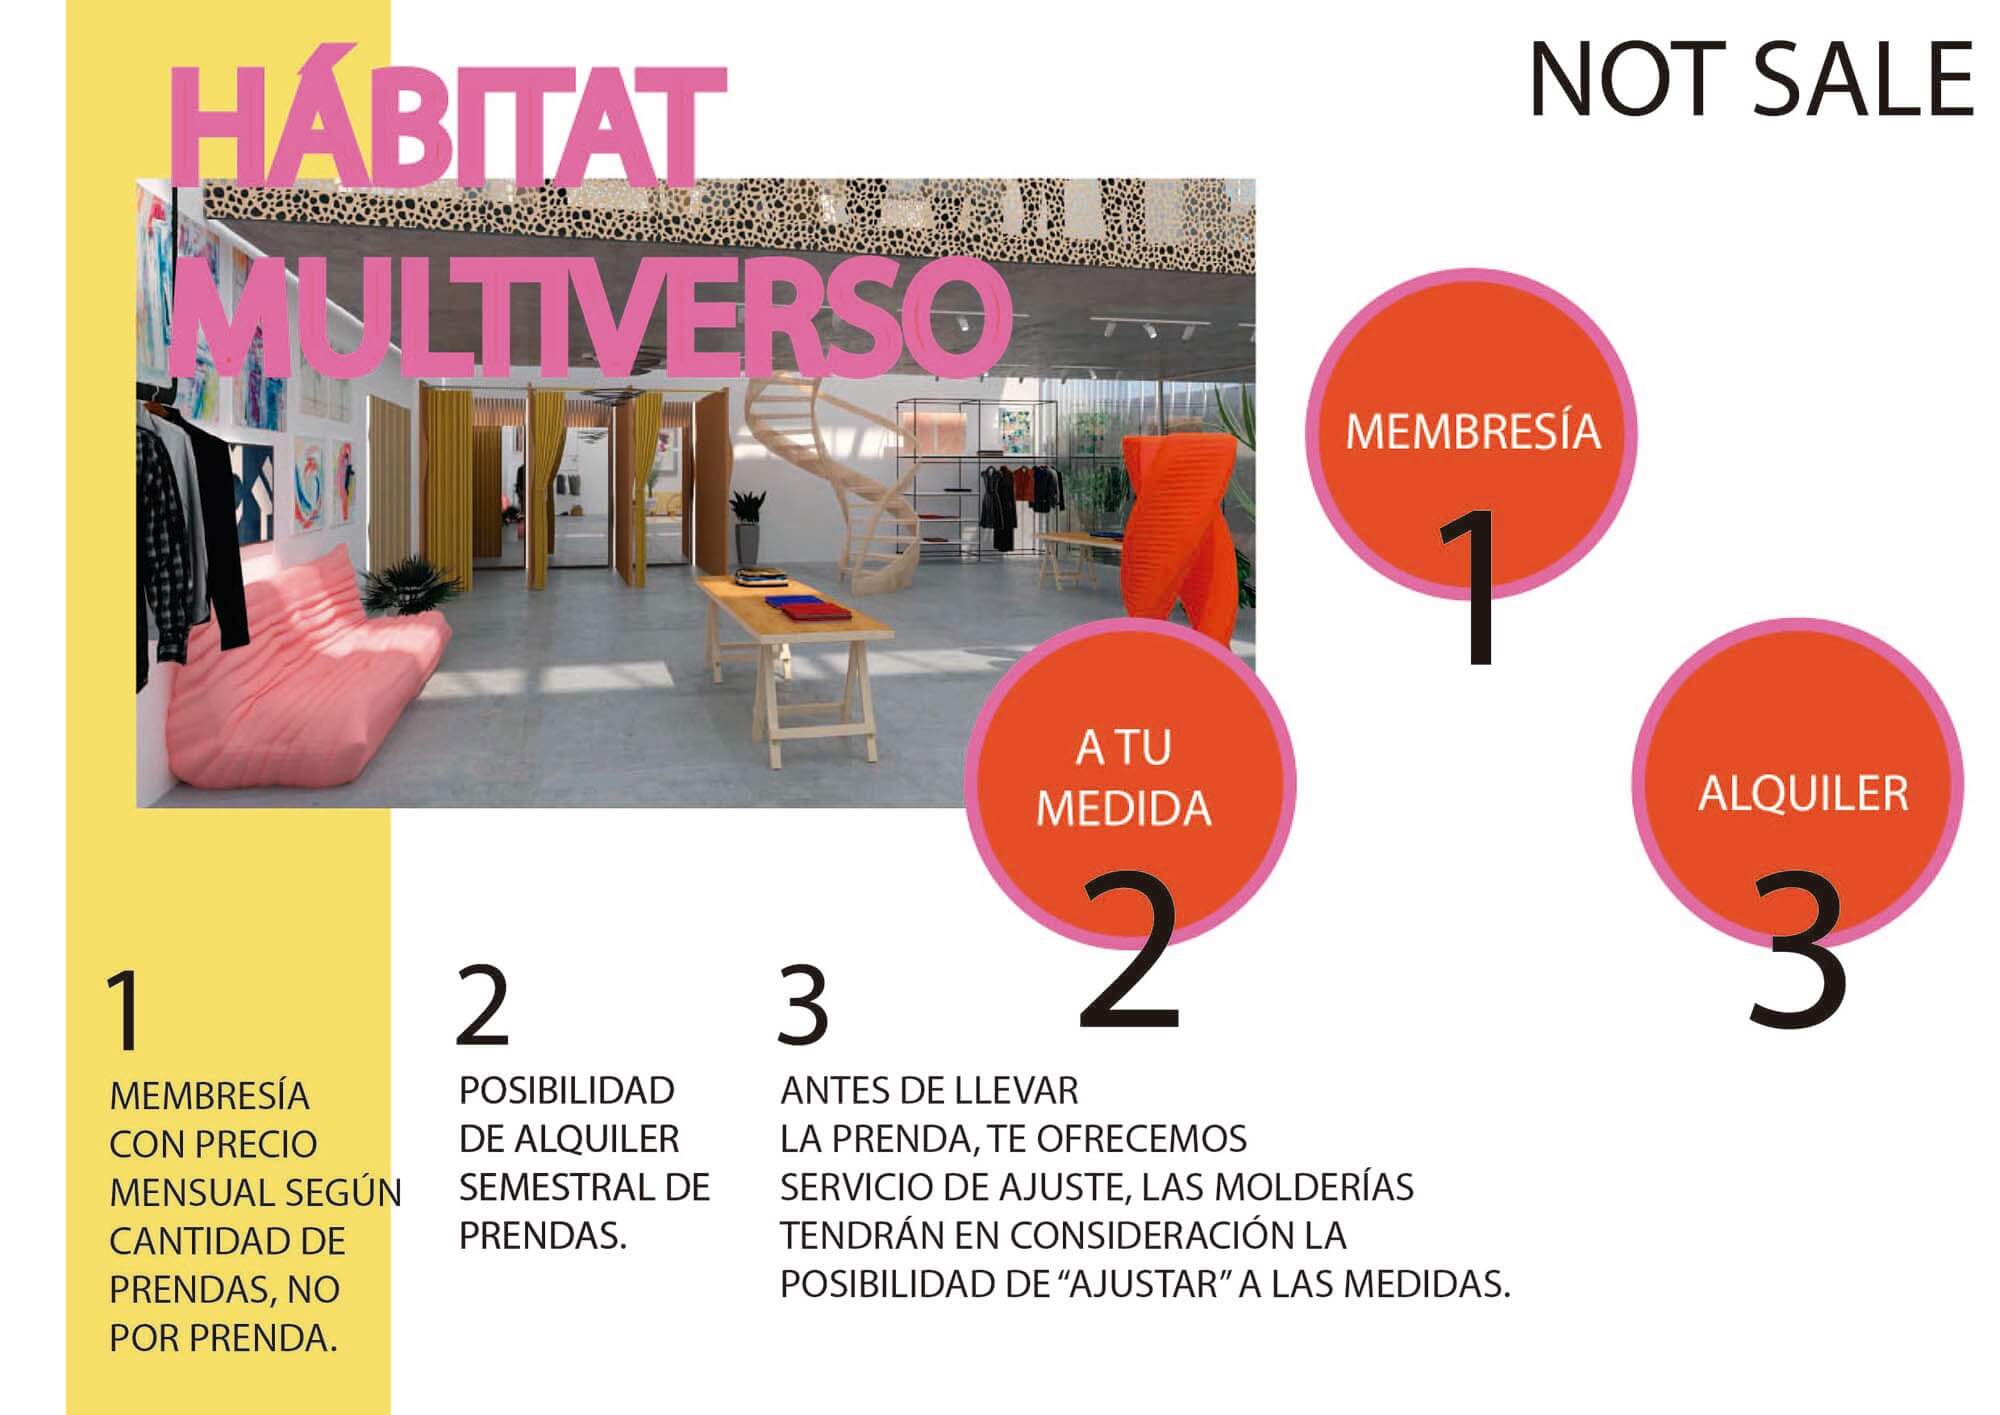 HÁBITAT
MULTIVERSO
NOT SALE
MEMBRESÍA
1
A TU
MEDIDA
2
ALQUILER
3
1
MEMBRESÍA
CON PRECIO
MENSUAL SEGÚN
CANTIDAD DE
PRENDAS, NO
POR PRENDA.
2
POSIBILIDAD
DE ALQUILER
SEMESTRAL DE
PRENDAS.
3
ANTES DE LLEVAR
LA PRENDA, TE OFRECEMOS
SERVICIO DE AJUSTE, LAS MOLDERÍAS
TENDRÁN EN CONSIDERACIÓN LA
POSIBILIDAD DE “AJUSTAR” A LAS MEDIDAS.